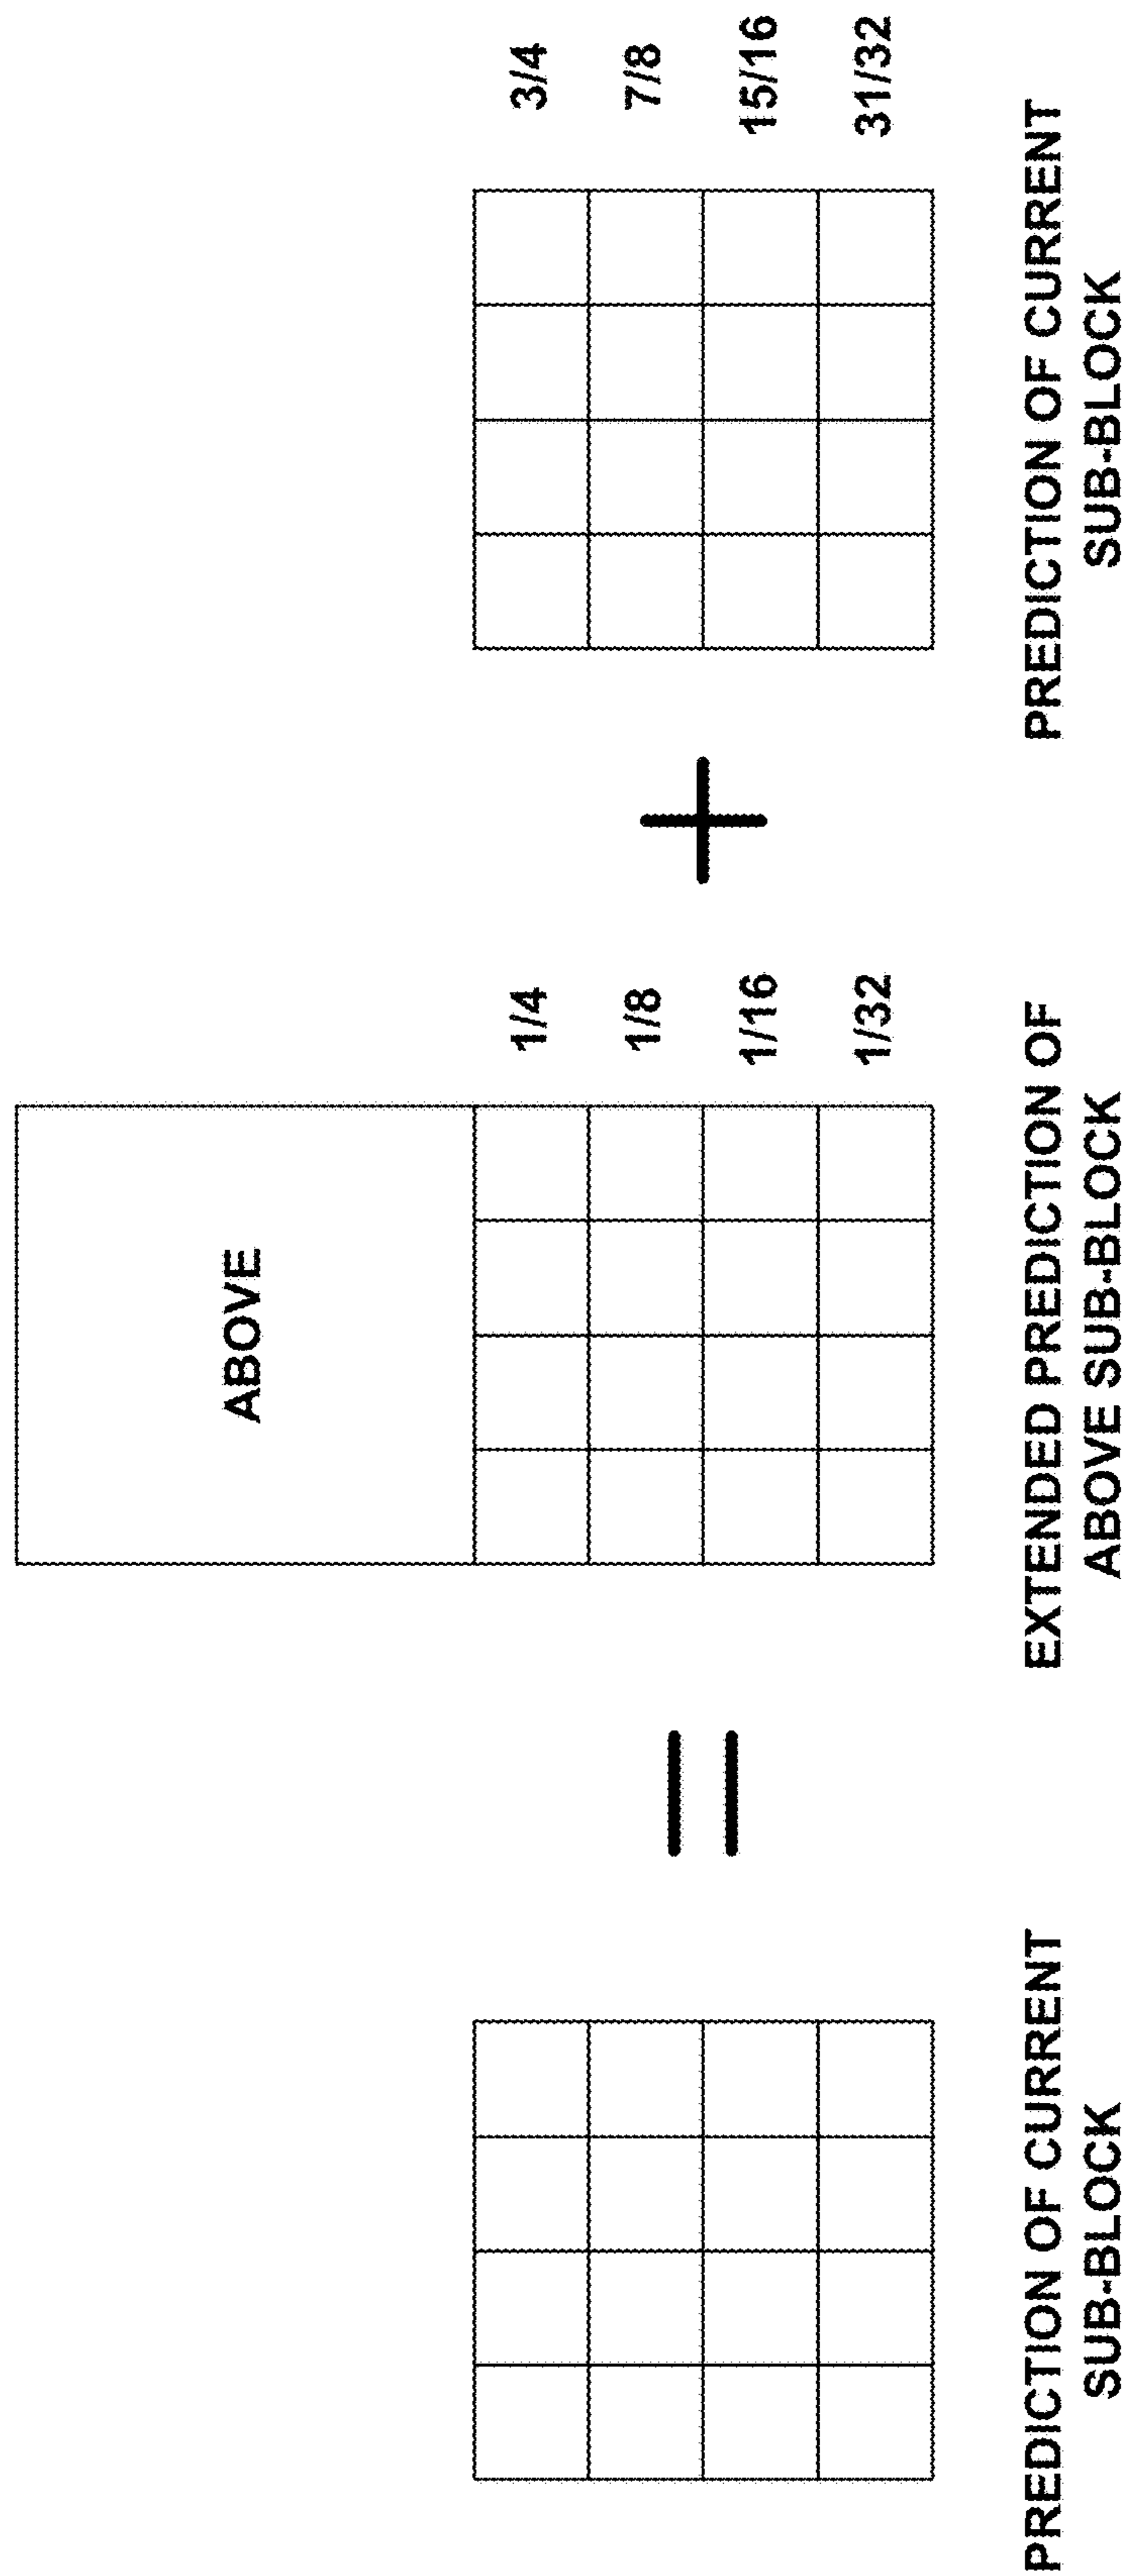 ABOVE
1/4
3/4
1/8
7/8
1/16
15/16
1/32
31/32
PREDICTION OF CURRENT
SUB-BLOCK
EXTENDED PREDICTION OF
ABOVE SUB-BLOCK
PREDICTION OF CURRENT
SUB-BLOCK